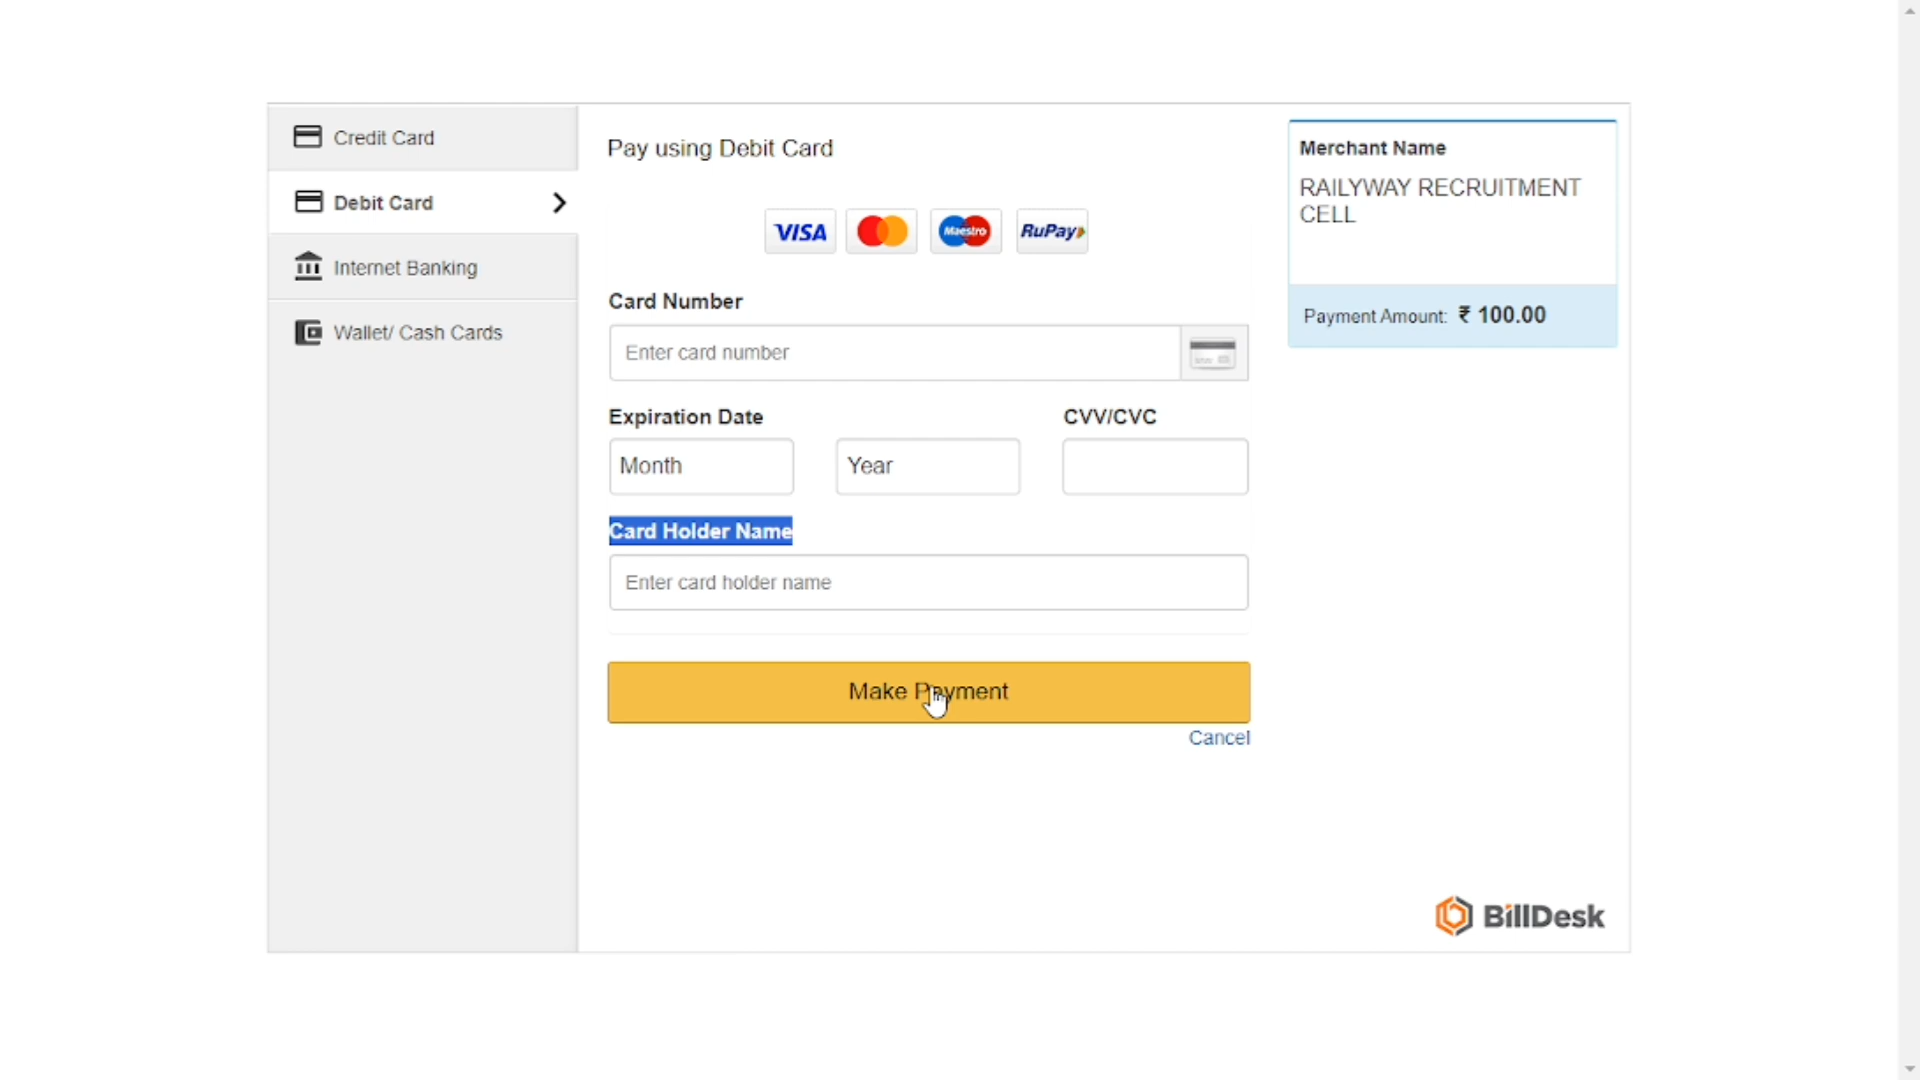 Credit Card
Debit Card
Internet Banking
Wallet/ Cash Cards
Pay using Debit Card
VISA
Maestro
RuPay
Card Number
Enter card number
Expiration Date
CVV/CVC
Month
Year
Card Holder Name
Enter card holder name
Make Payment
Cancel
Merchant Name
RAILYWAY RECRUITMENT
CELL
Payment Amount: ₹ 100.00
BillDesk